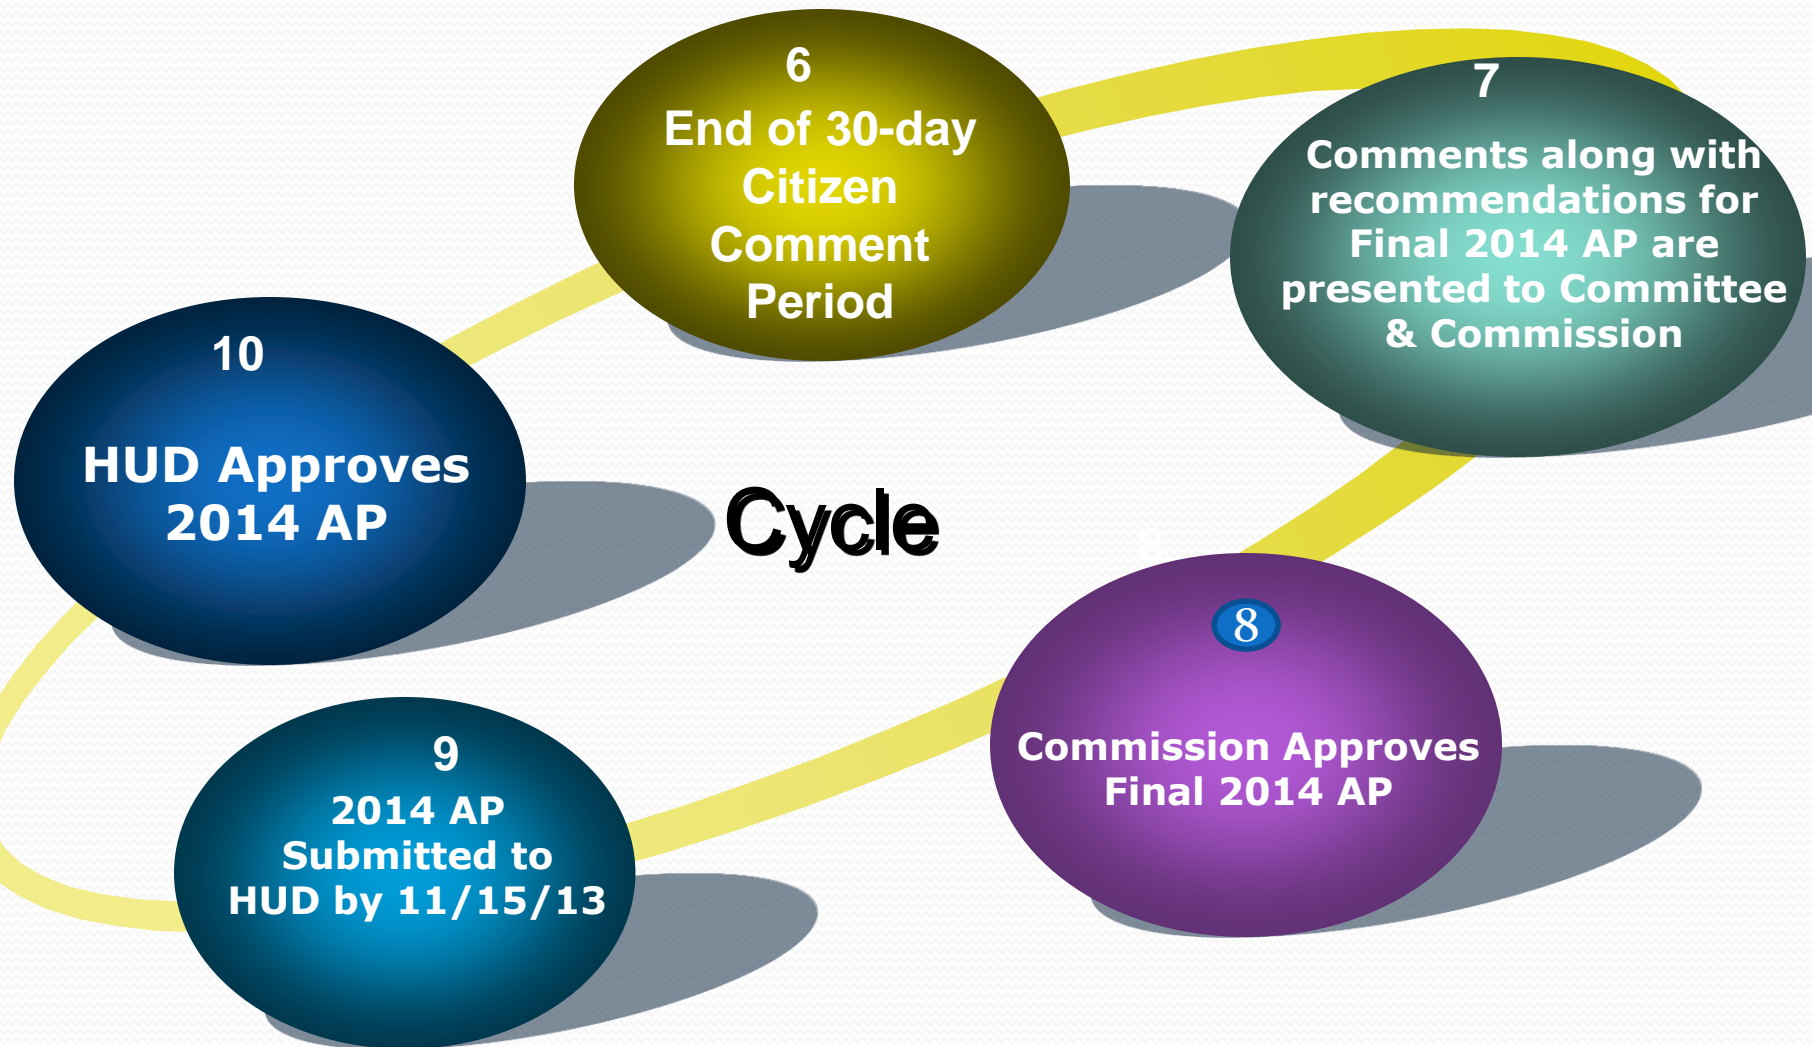 6
End of 30-day
Citizen
Comment
Period
7
Comments along with
recommendations for
Final 2014 AP are
presented to Committee
& Commission
8
Commission Approves
Final 2014 AP
9
2014 AP
Submitted to
HUD by 11/15/13
10
HUD Approves
2014 AP
Cycle